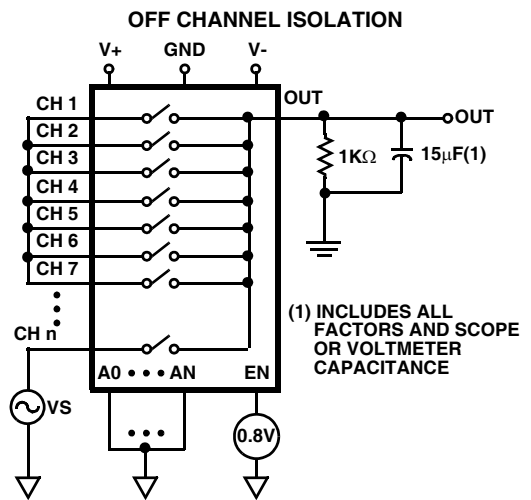 OFF CHANNEL ISOLATION
V+ GND V-
OUT
CH 1
OUT
CH 2
CH 3
1KΩ 15µF(1)
CH 4
CH 5
CH 6
CH 7
(1) INCLUDES ALL
FACTORS AND SCOPE
OR VOLTMETER
CAPACITANCE
CH n
A0 • • • AN EN
VS
0.8V